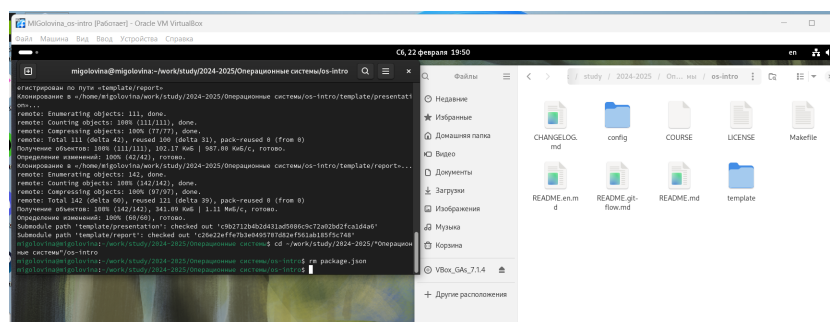 MIGolovina_os-intro [Работает] - Oracle VM VirtualBox
Файл Машина Вид Ввод Устройства Справка
Сб, 22 февраля 19:50
en
migolovina@migolovina:~/work/study/2024-2025/Операционные системы/os-intro
егистрирован по пути «template/report»
Клонирование в «/home/migolovina/work/study/2024-2025/Операционные системы/os-intro/template/presentati
on»...
remote: Enumerating objects: 111, done.
remote: Counting objects: 100% (111/111), done.
remote: Compressing objects: 100% (77/77), done.
remote: Total 111 (delta 42), reused 100 (delta 31), pack-reused 0 (from 0)
Получение объектов: 100% (111/111), 102.17 КиБ | 987.00 КиБ/с, готово.
Определение изменений: 100% (42/42), готово.
Клонирование в «/home/migolovina/work/study/2024-2025/Операционные системы/os-intro/template/report»...
remote: Enumerating objects: 142, done.
remote: Counting objects: 100% (142/142), done.
remote: Compressing objects: 100% (97/97), done.
remote: Total 142 (delta 60), reused 121 (delta 39), pack-reused 0 (from 0)
Получение объектов: 100% (142/142), 341.09 КиБ | 1.11 МиБ/с, готово.
Определение изменений: 100% (60/60), готово.
Submodule path 'template/presentation': checked out 'c9b2712b4b2d431ad5086c9c72a02bd2fca1d4a6'
Submodule path 'template/report': checked out 'c26e22effe7b3e0495707d82ef561ab185f5c748'
migolovina@migolovina:~/work/study/2024-2025/Операционные системы$ cd ~/work/study/2024-2025/"Операцион
ные системы"/os-intro
migolovina@migolovina:~/work/study/2024-2025/Операционные системы/os-intro$ rm package.json
migolovina@migolovina:~/work/study/2024-2025/Операционные системы/os-intro$
Файлы
Недавние
Избранные
Домашняя папка
Видео
Документы
Загрузки
Изображения
Музыка
Корзина
VBox_GAs_7.1.4
Другие расположения
/ study / 2024-2025 / Оп… мы / os-intro
CHANGELOG.
md
config
COURSE
LICENSE
Makefile
README.en.m
d
README.git-
flow.md
README.md
template